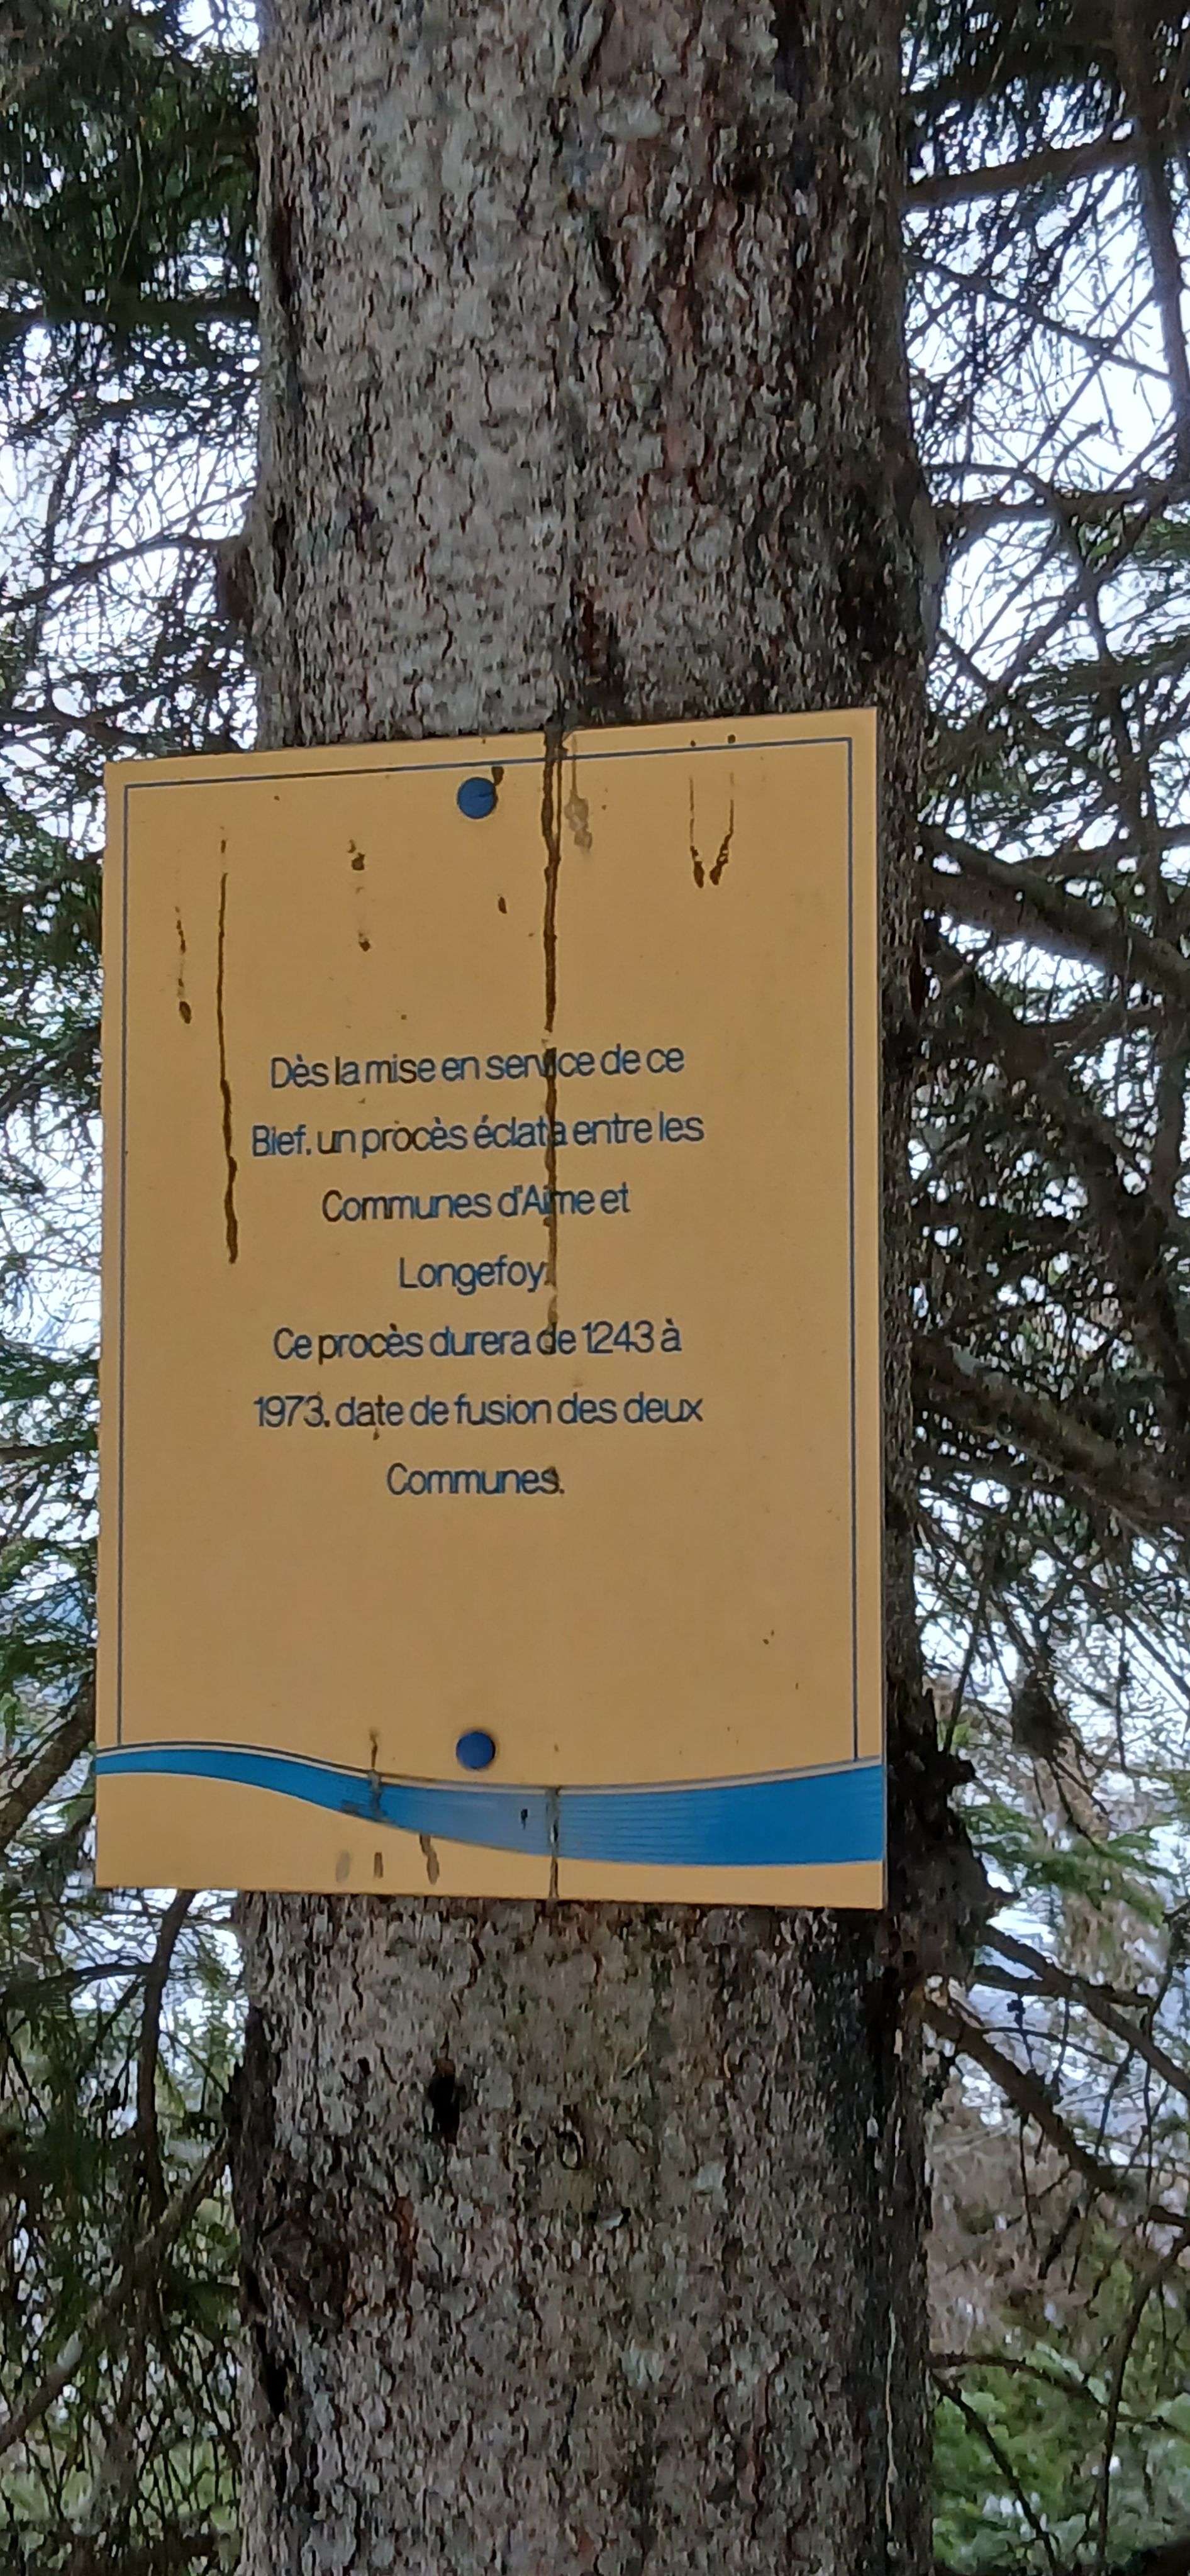 Dès la mise en service de ce
Bief, un procès éclata entre les
Communes d'Aime et
Longefoy.
Ce procès durera de 1243 à
1973, date de fusion des deux
Communes.